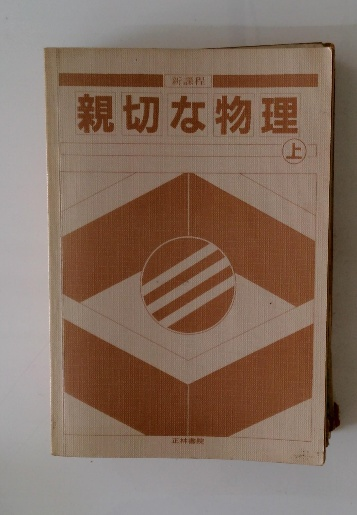 新課程
親切な物理
上
正林書院